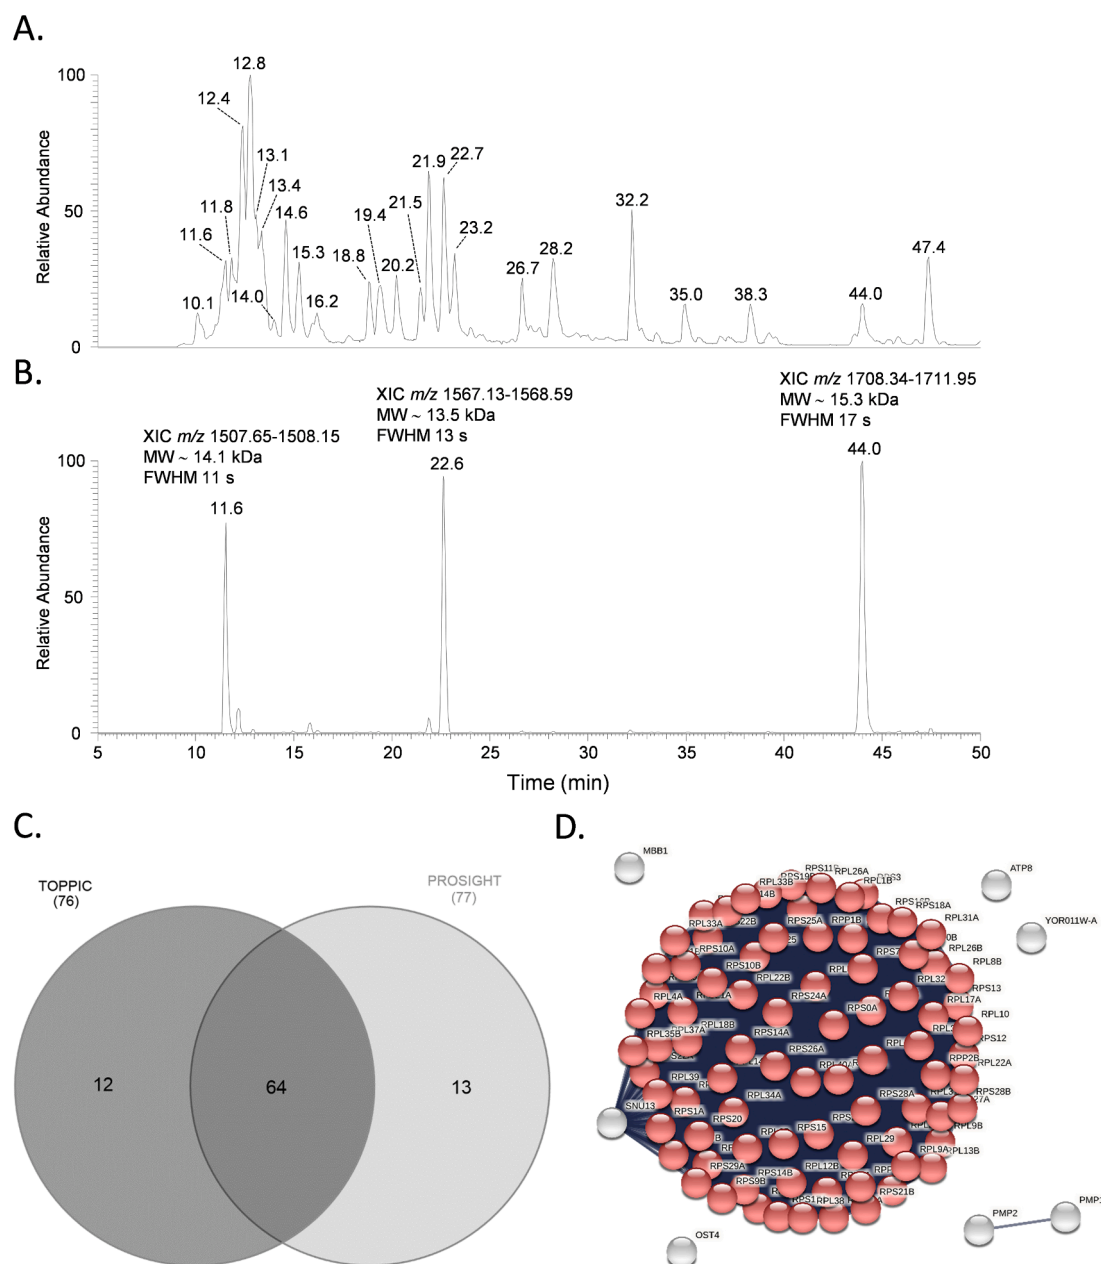 A.
12.8
100
12.4
13.1
13.4
11.8
14.6
11.6
15.3
10.1
14.0
16.2
18.8
19.4
20.2
21.5
21.9
22.7
23.2
26.7
28.2
32.2
35.0
38.3
44.0
47.4
50
0
Relative Abundance
B.
XIC m/z 1507.65-1508.15
MW ~ 14.1 kDa
FWHM 11 s
XIC m/z 1567.13-1568.59
MW ~ 13.5 kDa
FWHM 13 s
XIC m/z 1708.34-1711.95
MW ~ 15.3 kDa
FWHM 17 s
11.6
22.6
44.0
100
50
0
Relative Abundance
5 10 15 20 25 30 35 40 45 50
Time (min)
C.
TOPPIC
(76)
PROSIGHT
(77)
12
64
13
D.
MBB1
ATP8
YOR011W-A
RPL33B
RPL26A
RPL1B
RPS18A
RPL31A
RPL33A
RPS25A
RPP1B
RPL26B
RPL8B
RPS10A
RPS10B
RPL22B
RPL32
RPS13
RPL17A
RPL4A
RPS24A
RPS0A
RPL10
RPL35B
RPL18B
RPS14A
RPS12
RPS26A
RPP2B
RPL22A
RPL39
RPL34A
RPS28A
RPS28B
SNU13
RPS1A
RPS20
RPS15
RPL9B
RPL29
RPL9A
RPL13B
RPS29A
RPS14B
RPL12B
RPS9B
RPL38
RPS21B
OST4
PMP2